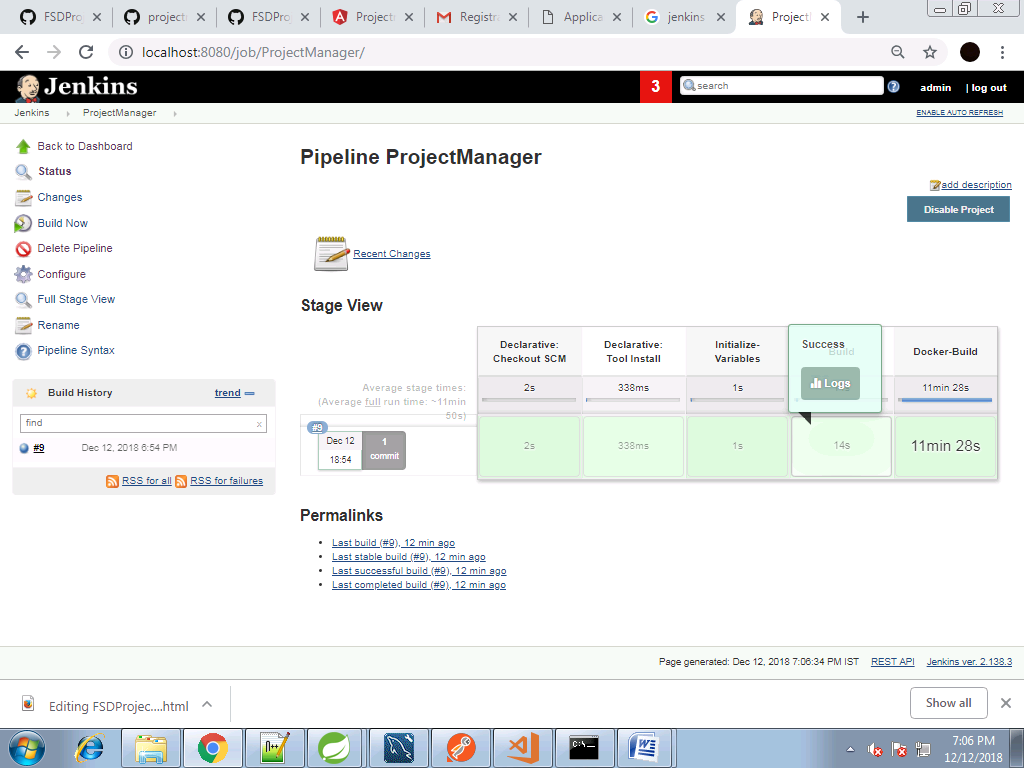 FSDPro
project
FSDPro
Project
Registra
Applica
jenkins
Project
localhost:8080/job/ProjectManager/
Jenkins
3
search
admin
| log out
Jenkins
ProjectManager
ENABLE AUTO REFRESH
Back to Dashboard
Status
Changes
Build Now
Delete Pipeline
Configure
Full Stage View
Rename
Pipeline Syntax
Build History
trend
find
x
#9
Dec 12, 2018 6:54 PM
RSS for all
RSS for failures
Pipeline ProjectManager
add description
Disable Project
Recent Changes
Stage View
Declarative:
Checkout SCM
Declarative:
Tool Install
Initialize-
Variables
Success
Build
Logs
Docker-Build
Average stage times:
(Average full run time: ~11min
50s)
2s
338ms
1s
11min 28s
#9
Dec 12
18:54
1
commit
2s
338ms
1s
14s
11min 28s
Permalinks
Last build (#9), 12 min ago
Last stable build (#9), 12 min ago
Last successful build (#9), 12 min ago
Last completed build (#9), 12 min ago
Page generated: Dec 12, 2018 7:06:34 PM IST
REST API
Jenkins ver. 2.138.3
Editing FSDProjec....html
Show all
7:06 PM
12/12/2018